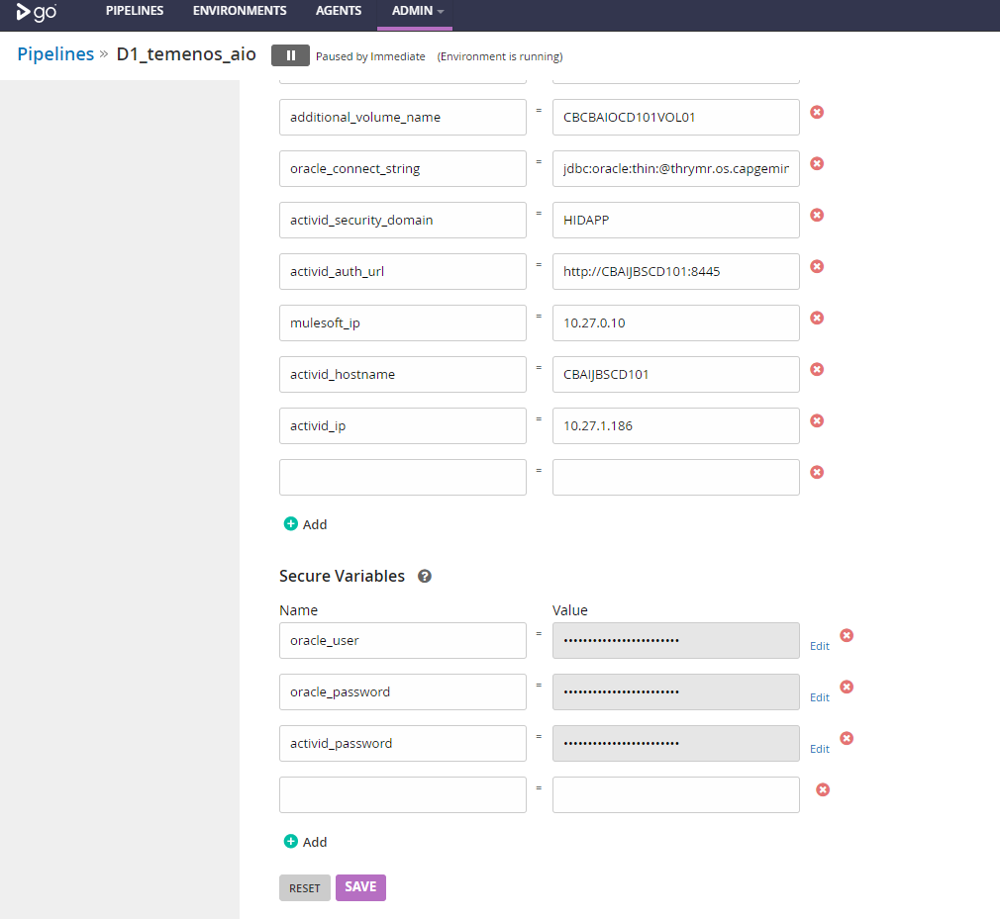 go PIPELINES ENVIRONMENTS AGENTS ADMIN
Pipelines » D1_temenos_aio Paused by Immediate (Environment is running)
additional_volume_name = CBCBAIOCD101VOL01
oracle_connect_string = jdbc:oracle:thin:@thrymr.os.capgemin
activid_security_domain = HIDAPP
activid_auth_url = http://CBAIJBSCD101:8445
mulesoft_ip = 10.27.0.10
activid_hostname = CBAIJBSCD101
activid_ip = 10.27.1.186
=
Add
Secure Variables ?
Name Value
oracle_user = •••••••••••••••••••••••• Edit
oracle_password = •••••••••••••••••••••••• Edit
activid_password = •••••••••••••••••••••••• Edit
=
Add
RESET SAVE